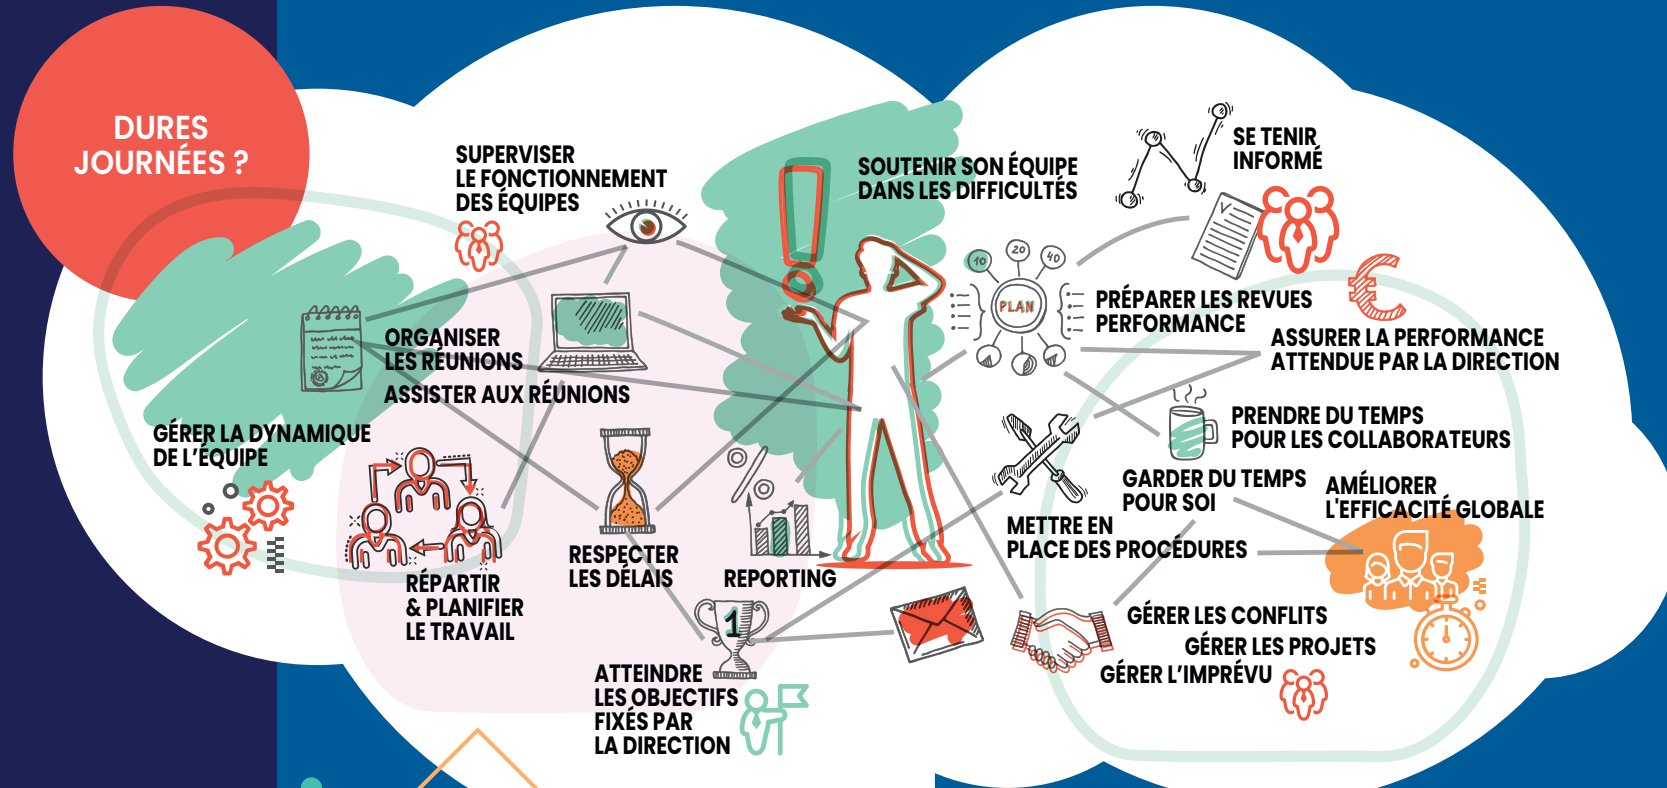 DURES
JOURNÉES ?
SUPERVISER
LE FONCTIONNEMENT
DES ÉQUIPES
SOUTENIR SON ÉQUIPE
DANS LES DIFFICULTÉS
SE TENIR
INFORMÉ
10
20
40
PLAN
PRÉPARER LES REVUES
PERFORMANCE
€
ASSURER LA PERFORMANCE
ATTENDUE PAR LA DIRECTION
ORGANISER
LES RÉUNIONS
ASSISTER AUX RÉUNIONS
GÉRER LA DYNAMIQUE
DE L'ÉQUIPE
PRENDRE DU TEMPS
POUR LES COLLABORATEURS
GARDER DU TEMPS
POUR SOI
AMÉLIORER
L'EFFICACITÉ GLOBALE
METTRE EN
PLACE DES PROCÉDURES
%
RESPECTER
LES DÉLAIS
REPORTING
RÉPARTIR
& PLANIFIER
LE TRAVAIL
1
ATTEINDRE
LES OBJECTIFS
FIXÉS PAR
LA DIRECTION
GÉRER LES CONFLITS
GÉRER LES PROJETS
GÉRER L'IMPRÉVU